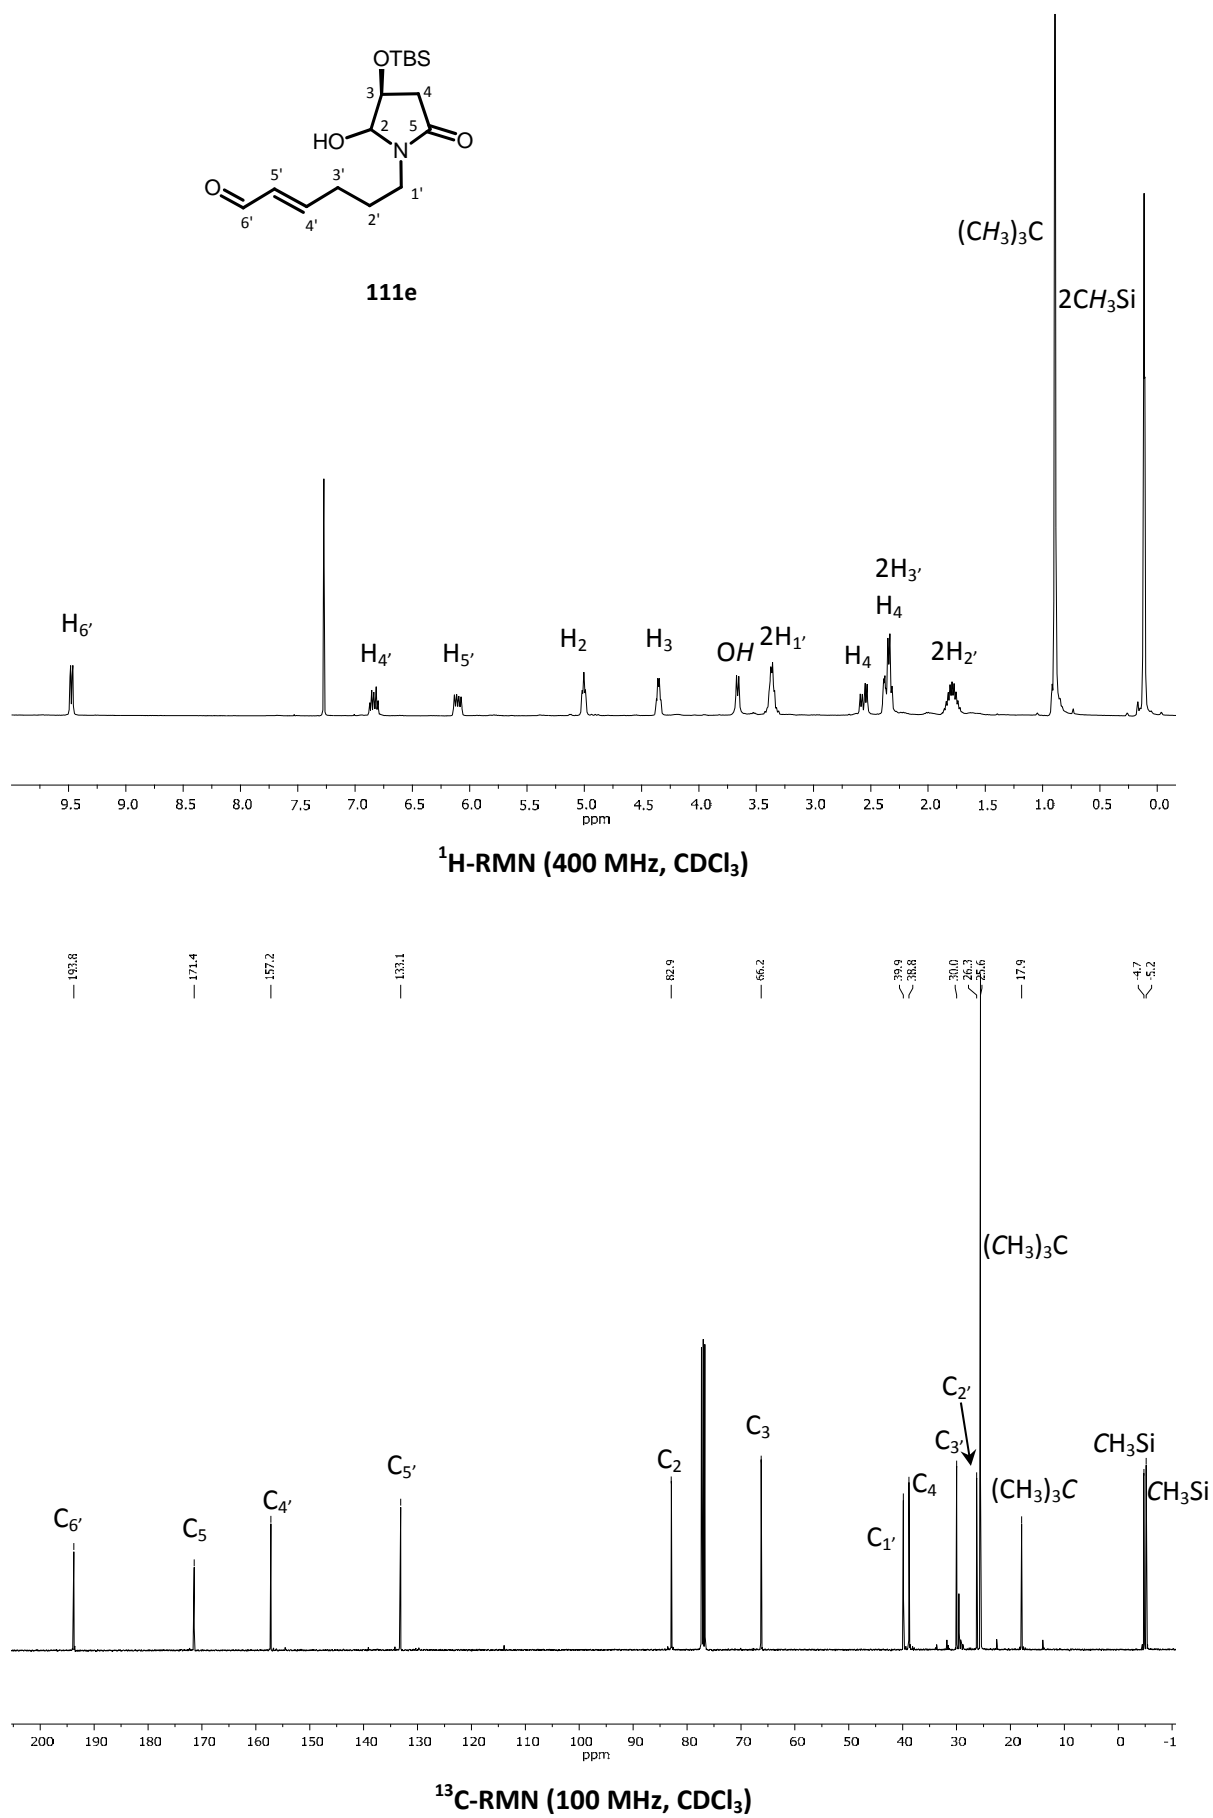 OTBS
3
4
HO
2
5
N
O
O
5'
3'
1'
6'
4'
2'
111e
(CH₃)₃C
2CH₃Si
2H₃'
H₄
H₆'
H₄'
H₅'
H₂
H₃
OH
2H₁'
H₄
2H₂'
9.5 9.0 8.5 8.0 7.5 7.0 6.5 6.0 5.5 5.0 4.5 4.0 3.5 3.0 2.5 2.0 1.5 1.0 0.5 0.0
ppm
¹H-RMN (400 MHz, CDCl₃)
193.8 171.4 157.2 133.1 82.9 66.2 39.9 38.8 30.0 26.3 25.6 17.9 -4.7 -5.2
(CH₃)₃C
C₂'
C₃
C₃'
CH₃Si
C₂
C₅'
C₄
(CH₃)₃C
CH₃Si
C₄'
C₆'
C₅
C₁'
200 190 180 170 160 150 140 130 120 110 100 90 80 70 60 50 40 30 20 10 0 -1
ppm
¹³C-RMN (100 MHz, CDCl₃)